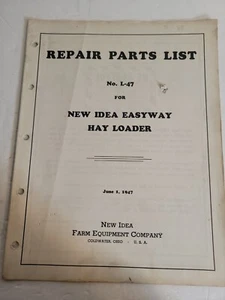 REPAIR PARTS LIST
No. L-47
FOR
NEW IDEA EASYWAY
HAY LOADER
June 1, 1947
NEW IDEA
FARM EQUIPMENT COMPANY
COLDWATER, OHIO - U. S. A.